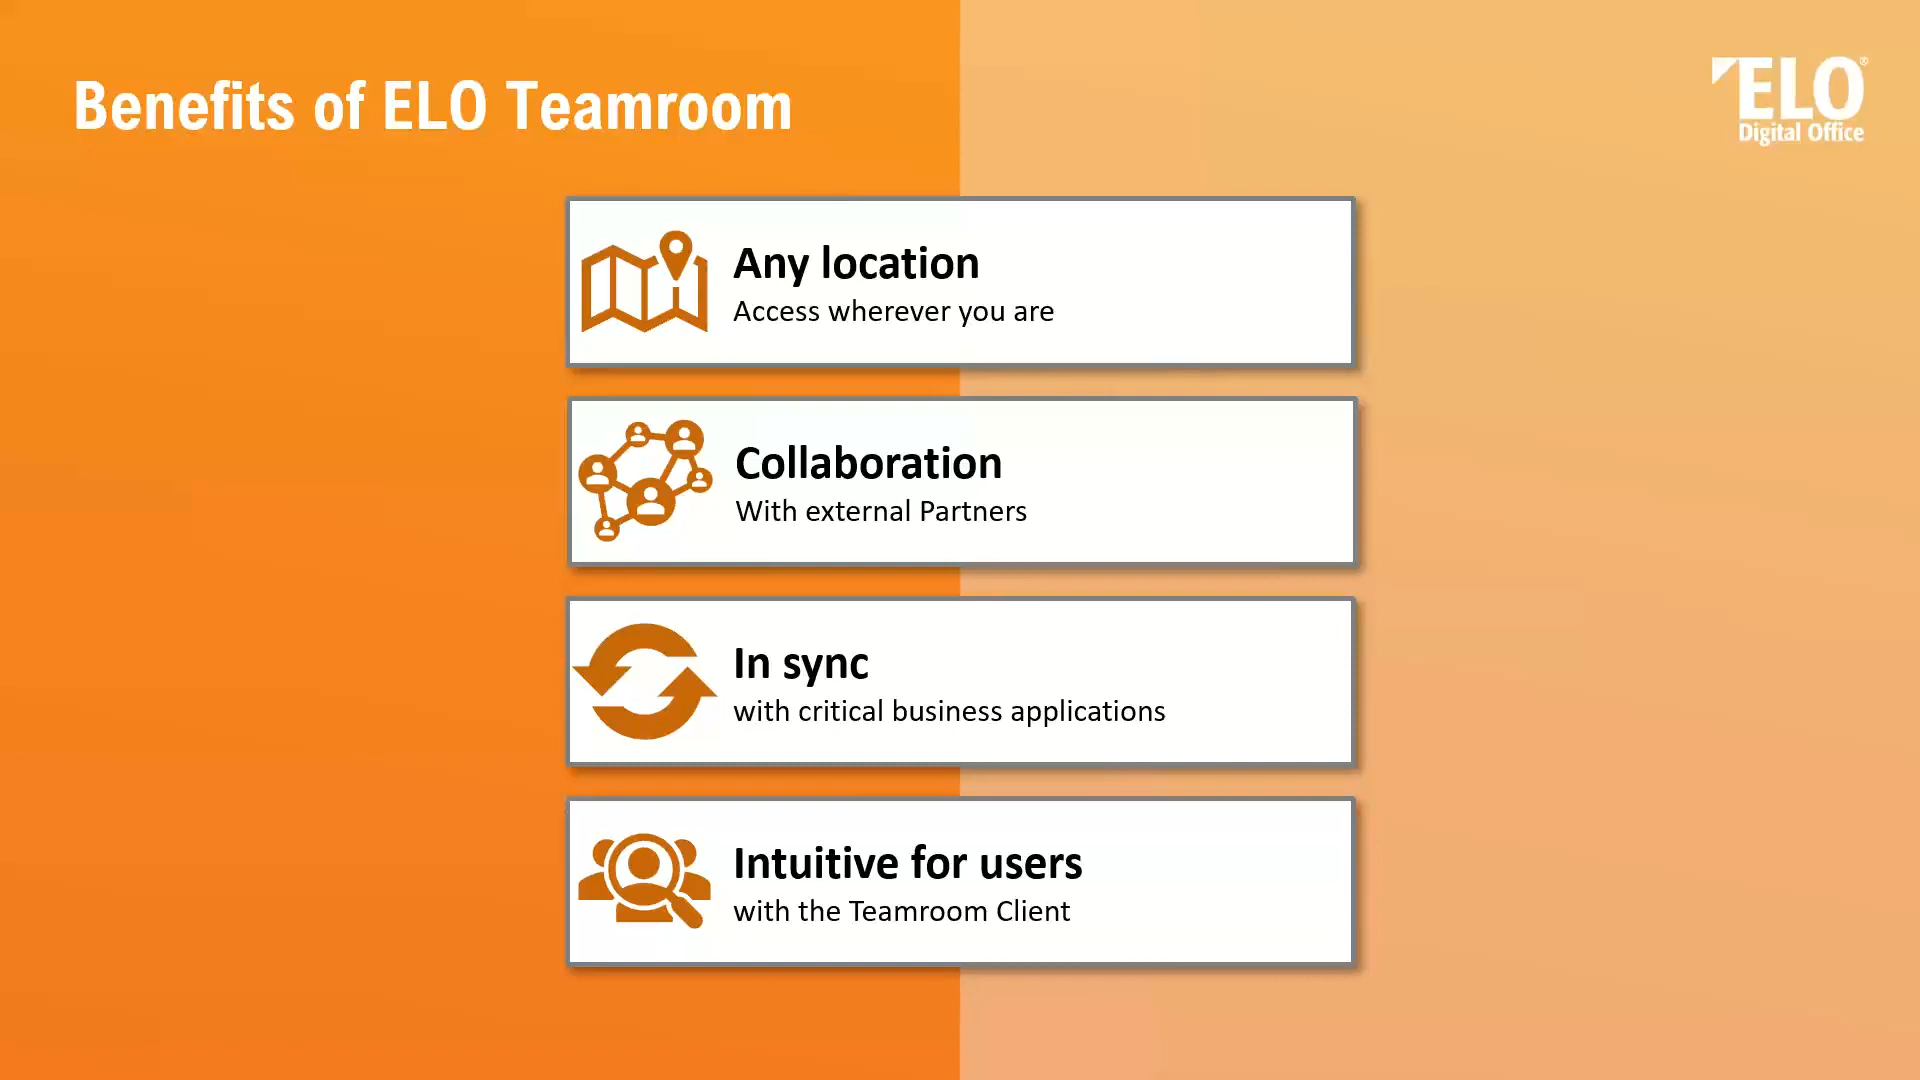 Benefits of ELO Teamroom
ELO®
Digital Office
Any location
Access wherever you are
Collaboration
With external Partners
In sync
with critical business applications
Intuitive for users
with the Teamroom Client